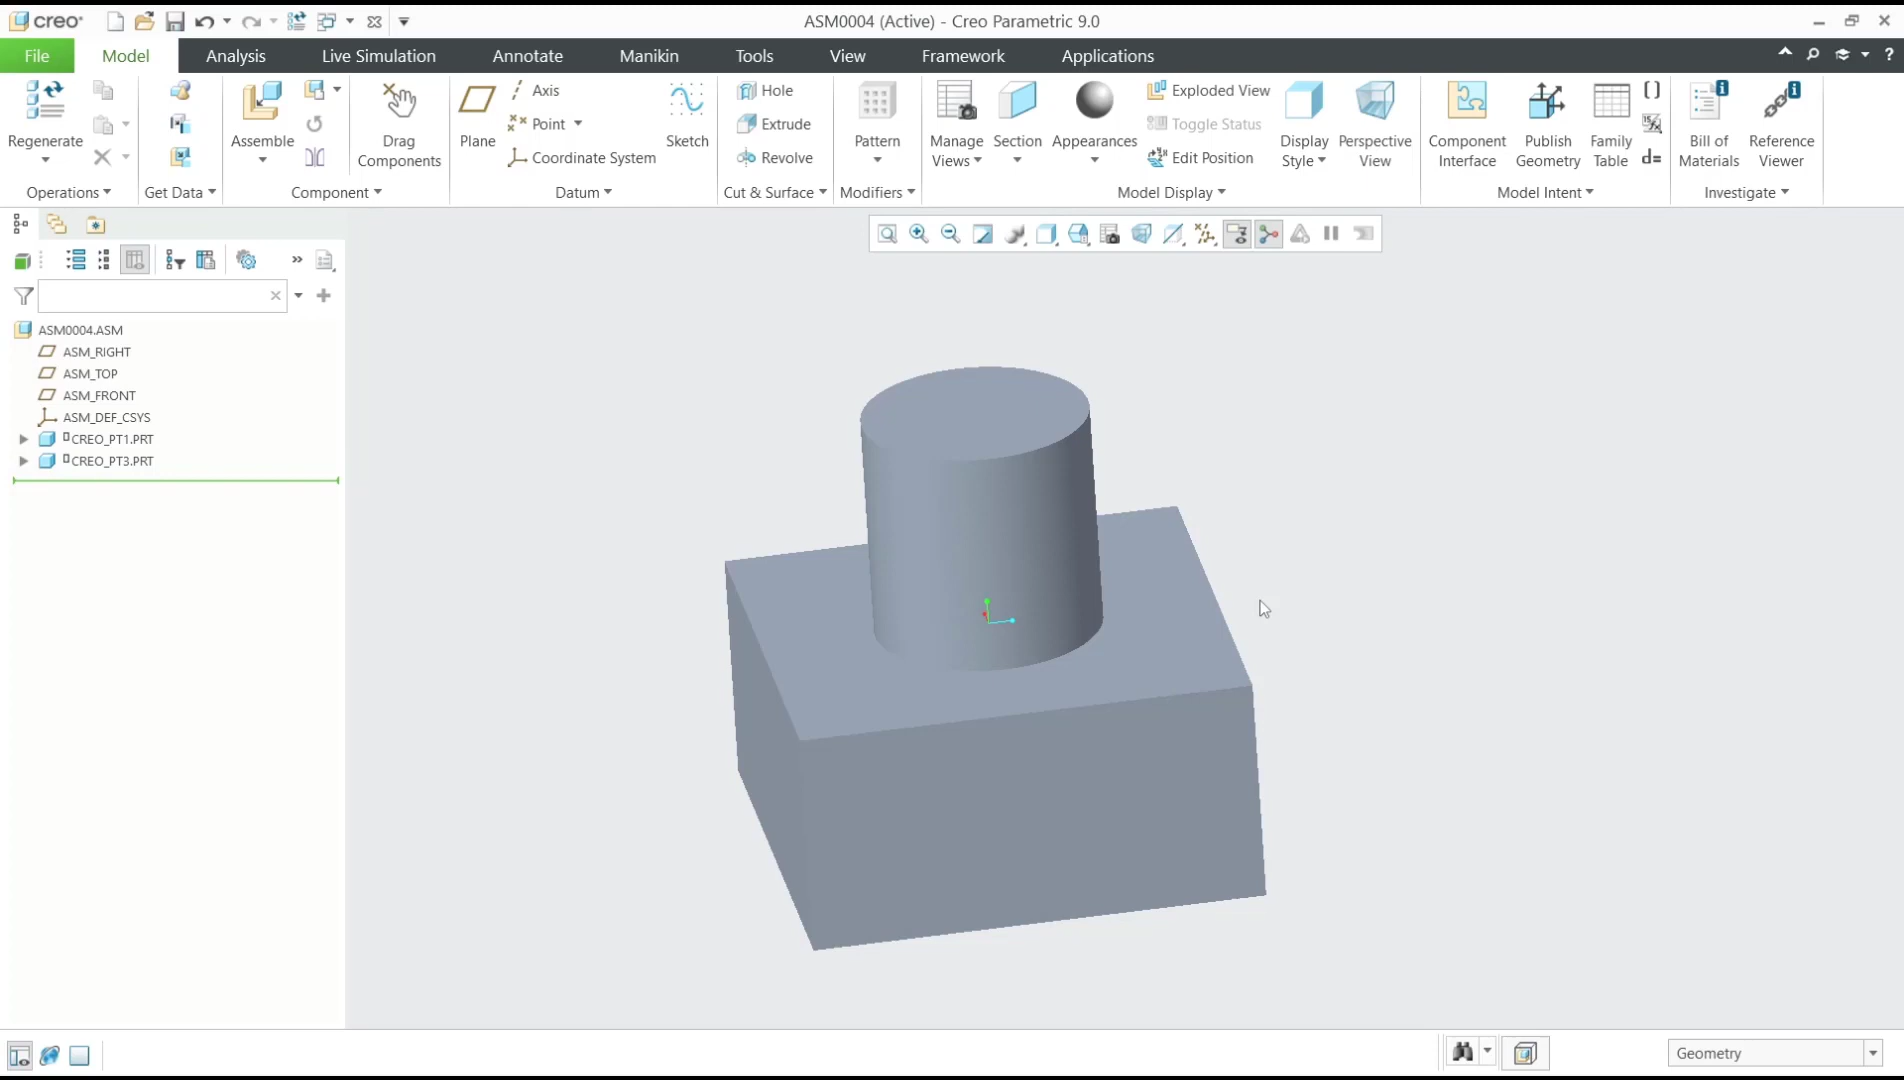 creo
ASM0004 (Active) - Creo Parametric 9.0
File
Model
Analysis
Live Simulation
Annotate
Manikin
Tools
View
Framework
Applications
Regenerate
Assemble
Drag
Components
Plane
Axis
Point
Coordinate System
Sketch
Hole
Extrude
Revolve
Pattern
Manage
Views
Section
Appearances
Exploded View
Toggle Status
Edit Position
Display
Style
Perspective
View
Component
Interface
Publish
Geometry
Family
Table
d=
Bill of
Materials
Reference
Viewer
Operations
Get Data
Component
Datum
Cut & Surface
Modifiers
Model Display
Model Intent
Investigate
ASM0004.ASM
ASM_RIGHT
ASM_TOP
ASM_FRONT
ASM_DEF_CSYS
CREO_PT1.PRT
CREO_PT3.PRT
Geometry